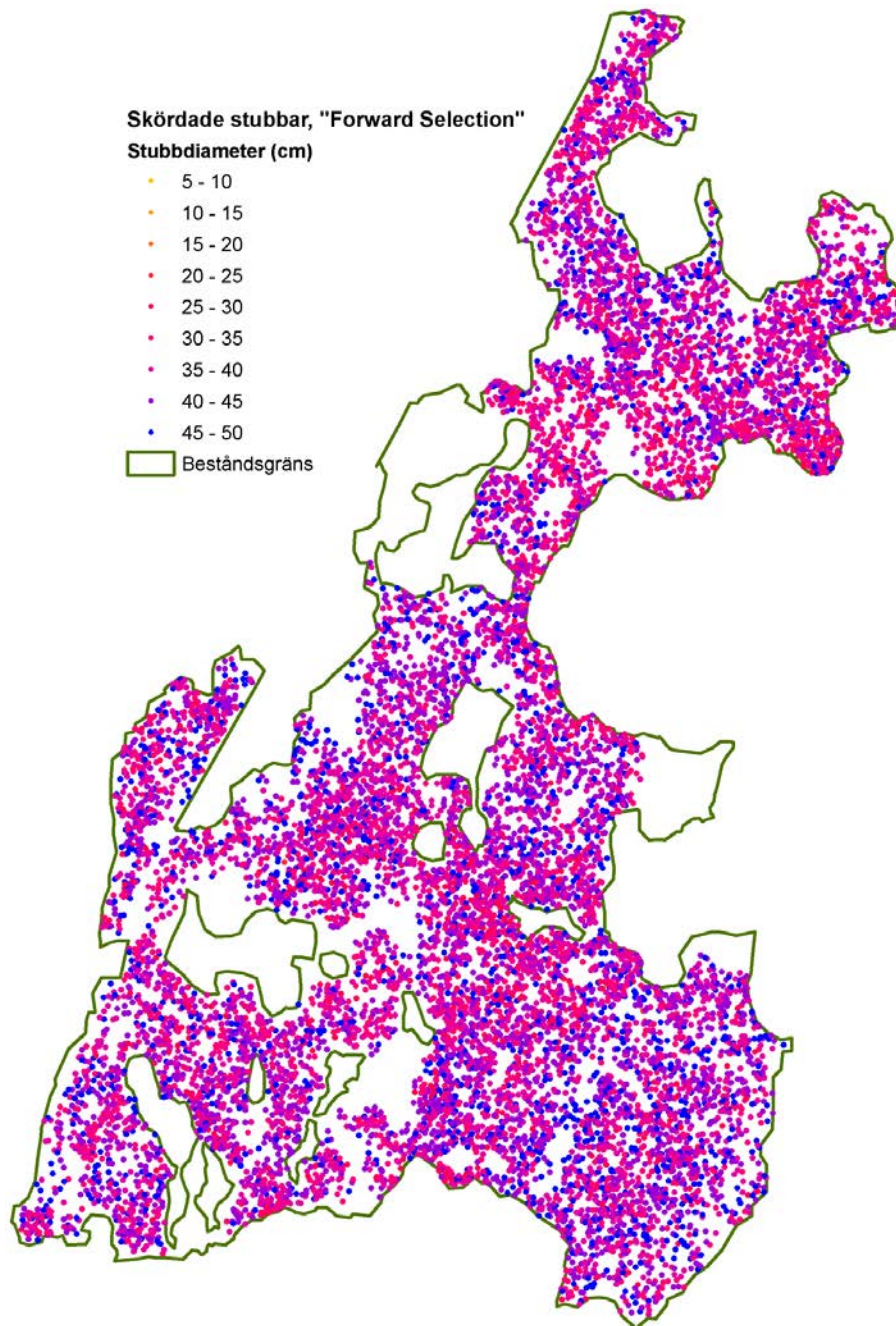 Skördade stubbar, "Forward Selection"
Stubbdiameter (cm)
5 - 10
10 - 15
15 - 20
20 - 25
25 - 30
30 - 35
35 - 40
40 - 45
45 - 50
Beståndsgräns